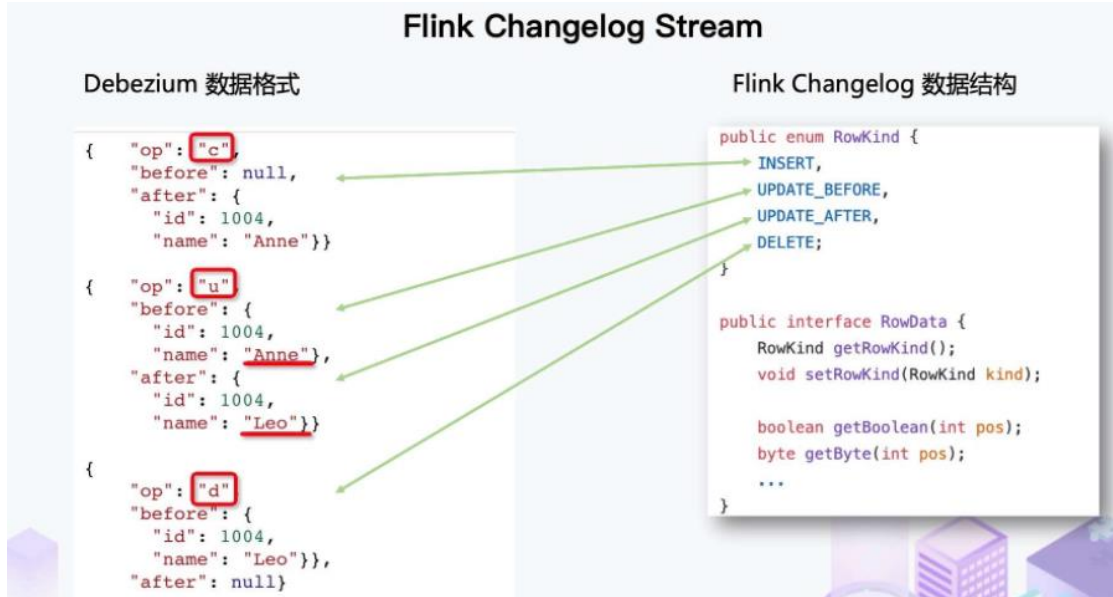 Flink Changelog Stream
Debezium 数据格式
{ "op": "c",
"before": null,
"after": {
"id": 1004,
"name": "Anne"}}
{ "op": "u",
"before": {
"id": 1004,
"name": "Anne"},
"after": {
"id": 1004,
"name": "Leo"}}
{
"op": "d"
"before": {
"id": 1004,
"name": "Leo"}},
"after": null}
Flink Changelog 数据结构
public enum RowKind {
INSERT,
UPDATE_BEFORE,
UPDATE_AFTER,
DELETE;
}
public interface RowData {
RowKind getRowKind();
void setRowKind(RowKind kind);
boolean getBoolean(int pos);
byte getByte(int pos);
...
}